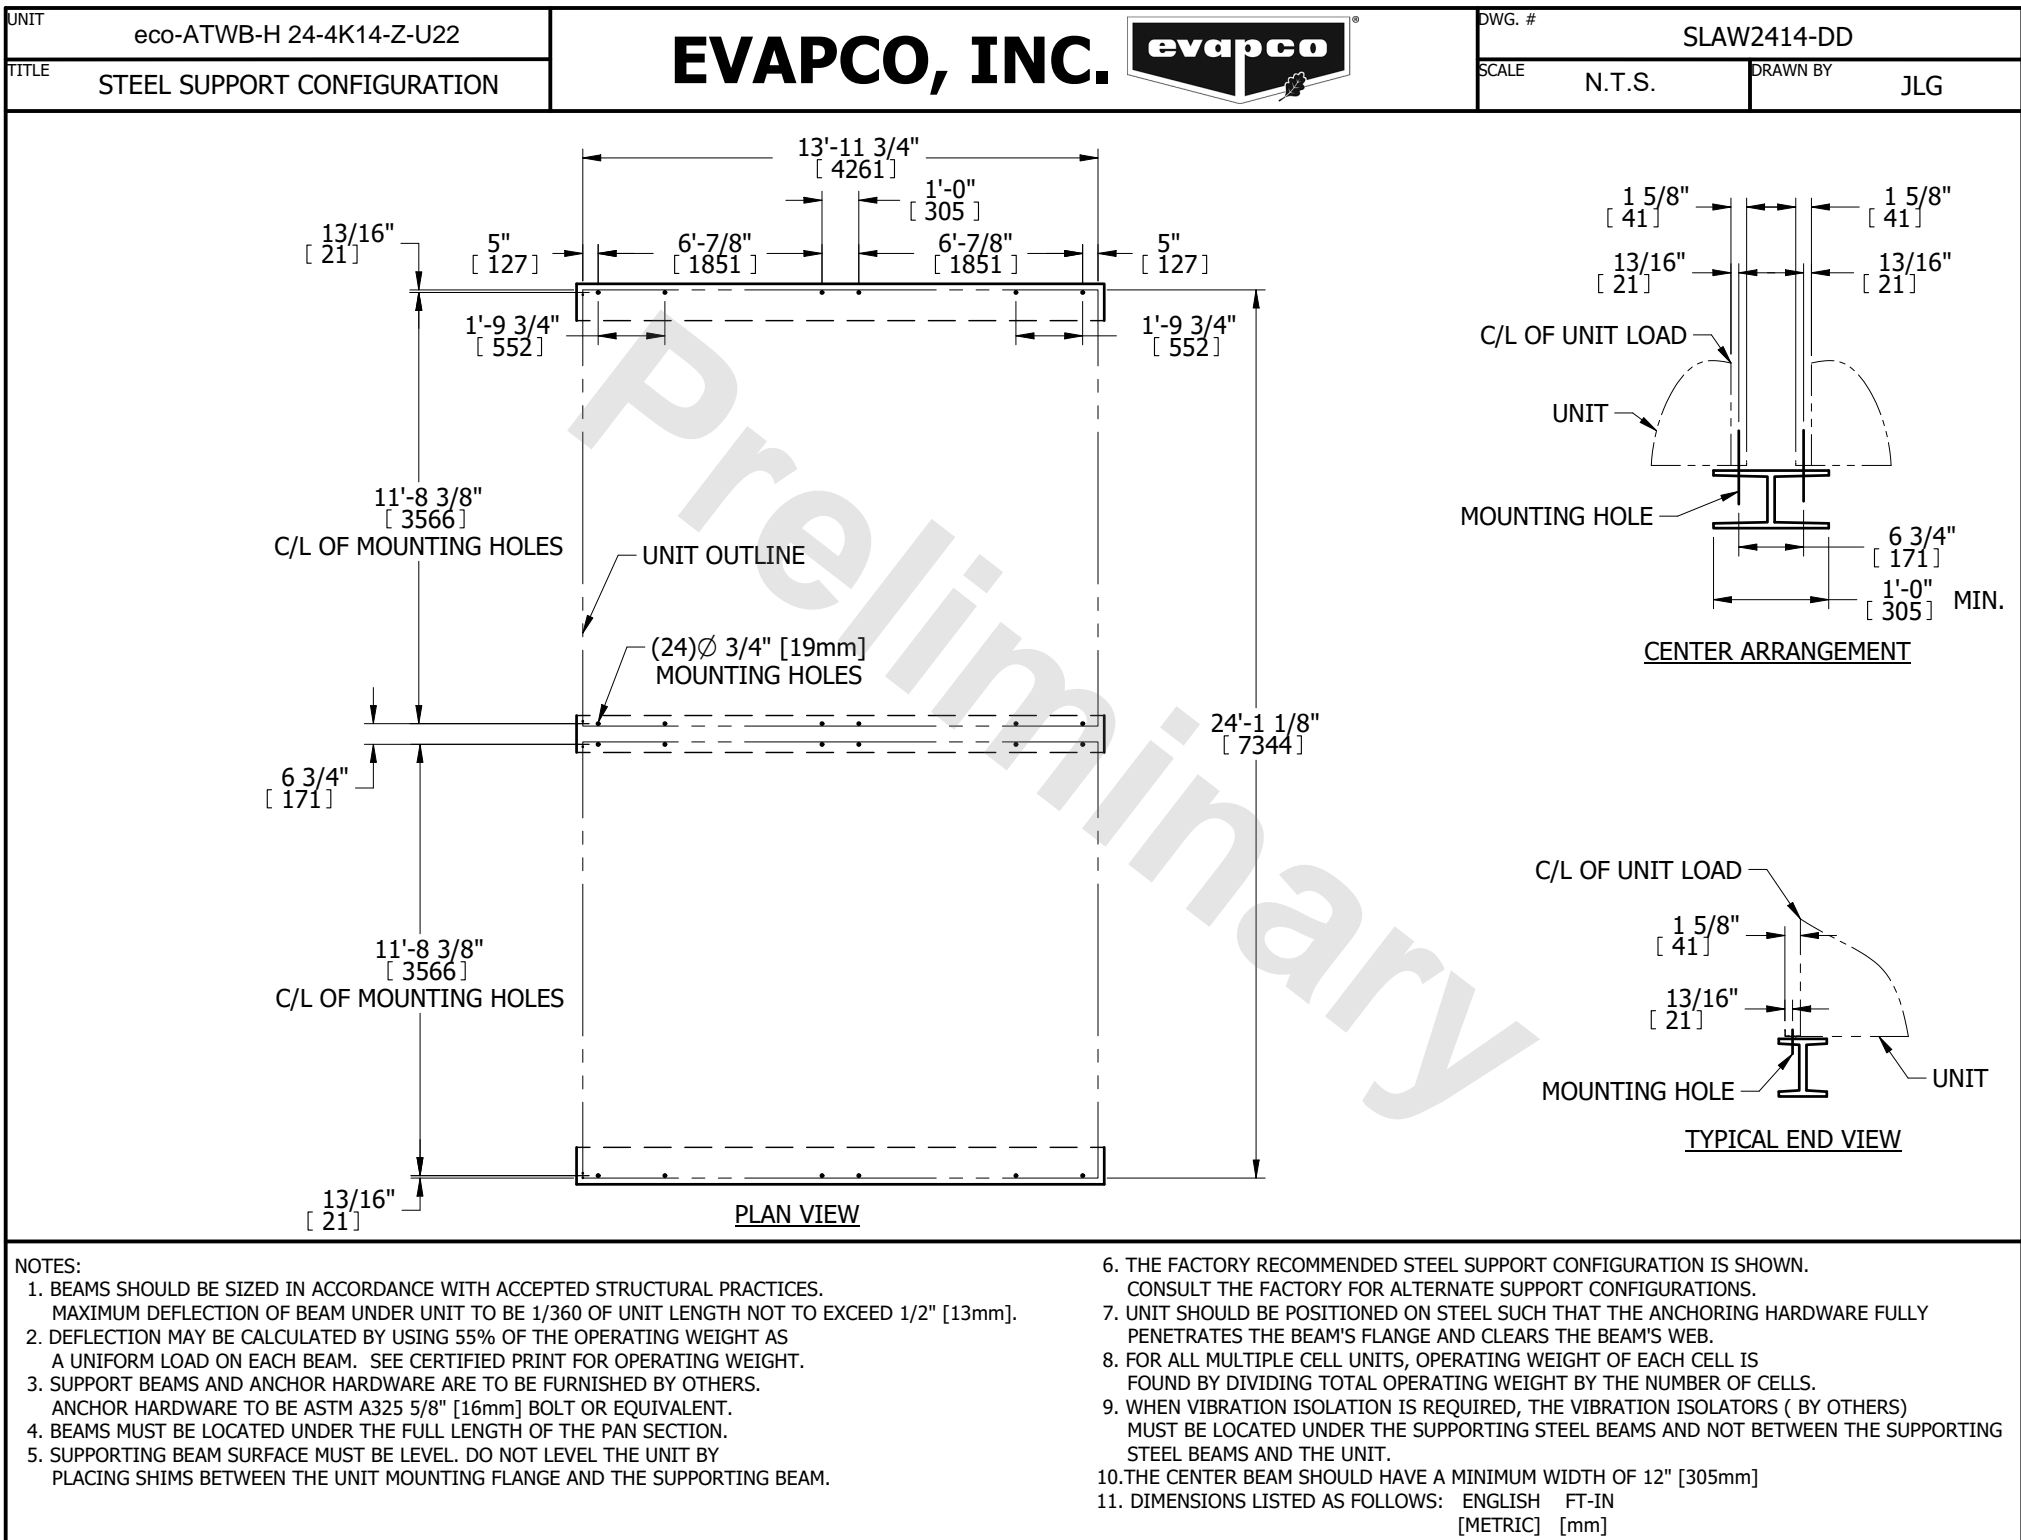 UNIT
eco-ATWB-H 24-4K14-Z-U22
TITLE
STEEL SUPPORT CONFIGURATION
EVAPCO, INC.
evapco
®
DWG. #
SLAW2414-DD
SCALE
N.T.S.
DRAWN BY
JLG
13'-11 3/4"
[ 4261]
1'-0"
[ 305 ]
13/16"
[ 21]
5"
[ 127]
6'-7/8"
[ 1851 ]
6'-7/8"
[ 1851 ]
5"
[ 127]
1'-9 3/4"
[ 552]
1'-9 3/4"
[ 552]
11'-8 3/8"
[ 3566]
C/L OF MOUNTING HOLES
UNIT OUTLINE
(24)∅ 3/4" [19mm]
MOUNTING HOLES
24'-1 1/8"
[ 7344]
6 3/4"
[ 171]
11'-8 3/8"
[ 3566]
C/L OF MOUNTING HOLES
13/16"
[ 21]
PLAN VIEW
Preliminary
1 5/8"
[ 41]
1 5/8"
[ 41]
13/16"
[ 21]
13/16"
[ 21]
C/L OF UNIT LOAD
UNIT
MOUNTING HOLE
6 3/4"
[ 171]
1'-0"
[ 305] MIN.
CENTER ARRANGEMENT
C/L OF UNIT LOAD
1 5/8"
[ 41]
13/16"
[ 21]
MOUNTING HOLE
UNIT
TYPICAL END VIEW
NOTES:
1. BEAMS SHOULD BE SIZED IN ACCORDANCE WITH ACCEPTED STRUCTURAL PRACTICES.
MAXIMUM DEFLECTION OF BEAM UNDER UNIT TO BE 1/360 OF UNIT LENGTH NOT TO EXCEED 1/2" [13mm].
2. DEFLECTION MAY BE CALCULATED BY USING 55% OF THE OPERATING WEIGHT AS
A UNIFORM LOAD ON EACH BEAM. SEE CERTIFIED PRINT FOR OPERATING WEIGHT.
3. SUPPORT BEAMS AND ANCHOR HARDWARE ARE TO BE FURNISHED BY OTHERS.
ANCHOR HARDWARE TO BE ASTM A325 5/8" [16mm] BOLT OR EQUIVALENT.
4. BEAMS MUST BE LOCATED UNDER THE FULL LENGTH OF THE PAN SECTION.
5. SUPPORTING BEAM SURFACE MUST BE LEVEL. DO NOT LEVEL THE UNIT BY
PLACING SHIMS BETWEEN THE UNIT MOUNTING FLANGE AND THE SUPPORTING BEAM.
6. THE FACTORY RECOMMENDED STEEL SUPPORT CONFIGURATION IS SHOWN.
CONSULT THE FACTORY FOR ALTERNATE SUPPORT CONFIGURATIONS.
7. UNIT SHOULD BE POSITIONED ON STEEL SUCH THAT THE ANCHORING HARDWARE FULLY
PENETRATES THE BEAM'S FLANGE AND CLEARS THE BEAM'S WEB.
8. FOR ALL MULTIPLE CELL UNITS, OPERATING WEIGHT OF EACH CELL IS
FOUND BY DIVIDING TOTAL OPERATING WEIGHT BY THE NUMBER OF CELLS.
9. WHEN VIBRATION ISOLATION IS REQUIRED, THE VIBRATION ISOLATORS ( BY OTHERS)
MUST BE LOCATED UNDER THE SUPPORTING STEEL BEAMS AND NOT BETWEEN THE SUPPORTING
STEEL BEAMS AND THE UNIT.
10.THE CENTER BEAM SHOULD HAVE A MINIMUM WIDTH OF 12" [305mm]
11. DIMENSIONS LISTED AS FOLLOWS: ENGLISH FT-IN
[METRIC] [mm]